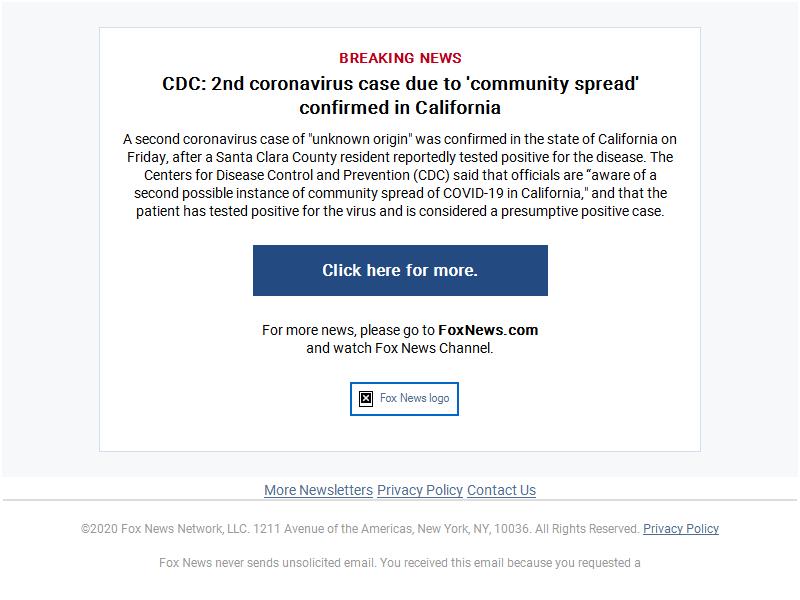 BREAKING NEWS
CDC: 2nd coronavirus case due to 'community spread'
confirmed in California
A second coronavirus case of "unknown origin" was confirmed in the state of California on
Friday, after a Santa Clara County resident reportedly tested positive for the disease. The
Centers for Disease Control and Prevention (CDC) said that officials are “aware of a
second possible instance of community spread of COVID-19 in California," and that the
patient has tested positive for the virus and is considered a presumptive positive case.
Click here for more.
For more news, please go to FoxNews.com
and watch Fox News Channel.
Fox News logo
More Newsletters Privacy Policy Contact Us
©2020 Fox News Network, LLC. 1211 Avenue of the Americas, New York, NY, 10036. All Rights Reserved. Privacy Policy
Fox News never sends unsolicited email. You received this email because you requested a